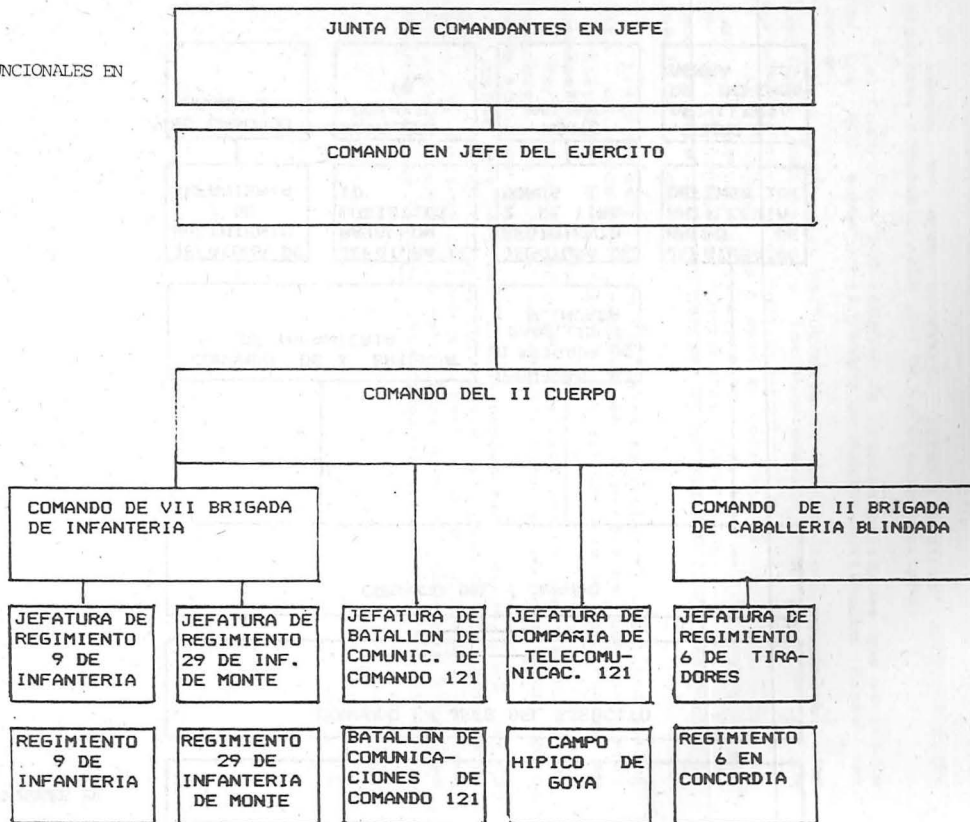 JUNTA DE COMANDANTES EN JEFE
UNCIONALES EN
COMANDO EN JEFE DEL EJERCITO
COMANDO DEL II CUERPO
COMANDO DE VII BRIGADA
DE INFANTERIA
COMANDO DE II BRIGADA
DE CABALLERIA BLINDADA
JEFATURA DE
REGIMIENTO
9 DE
INFANTERIA
JEFATURA DE
REGIMIENTO
29 DE INF.
DE MONTE
JEFATURA DE
BATALLON DE
COMUNIC. DE
COMANDO 121
JEFATURA DE
COMPAÑIA DE
TELECOMU-
NICAC. 121
JEFATURA DE
REGIMIENTO
6 DE TIRA-
DORES
REGIMIENTO
9 DE
INFANTERIA
REGIMIENTO
29 DE
INFANTERIA
DE MONTE
BATALLON DE
COMUNICA-
CIONES DE
COMANDO 121
CAMPO
HIPICO DE
GOYA
REGIMIENTO
6 EN
CONCORDIA